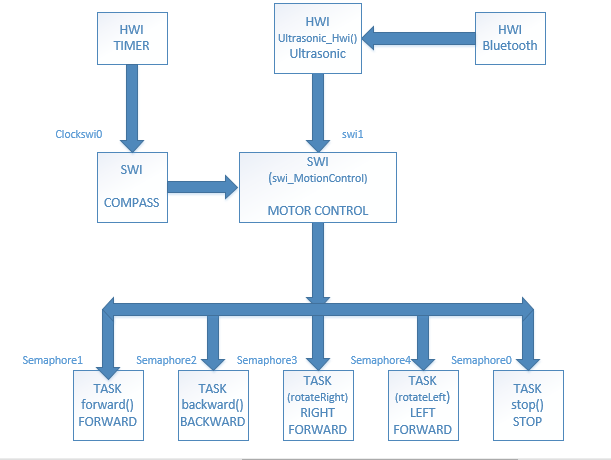 HWI
TIMER
HWI
Ultrasonic_Hwi()
Ultrasonic
HWI
Bluetooth
Clockswi0
swi1
SWI
COMPASS
SWI
(swi_MotionControl)
MOTOR CONTROL
Semaphore1
Semaphore2
Semaphore3
Semaphore4
Semaphore0
TASK
forward()
FORWARD
TASK
backward()
BACKWARD
TASK
(rotateRight)
RIGHT
FORWARD
TASK
(rotateLeft)
LEFT
FORWARD
TASK
stop()
STOP